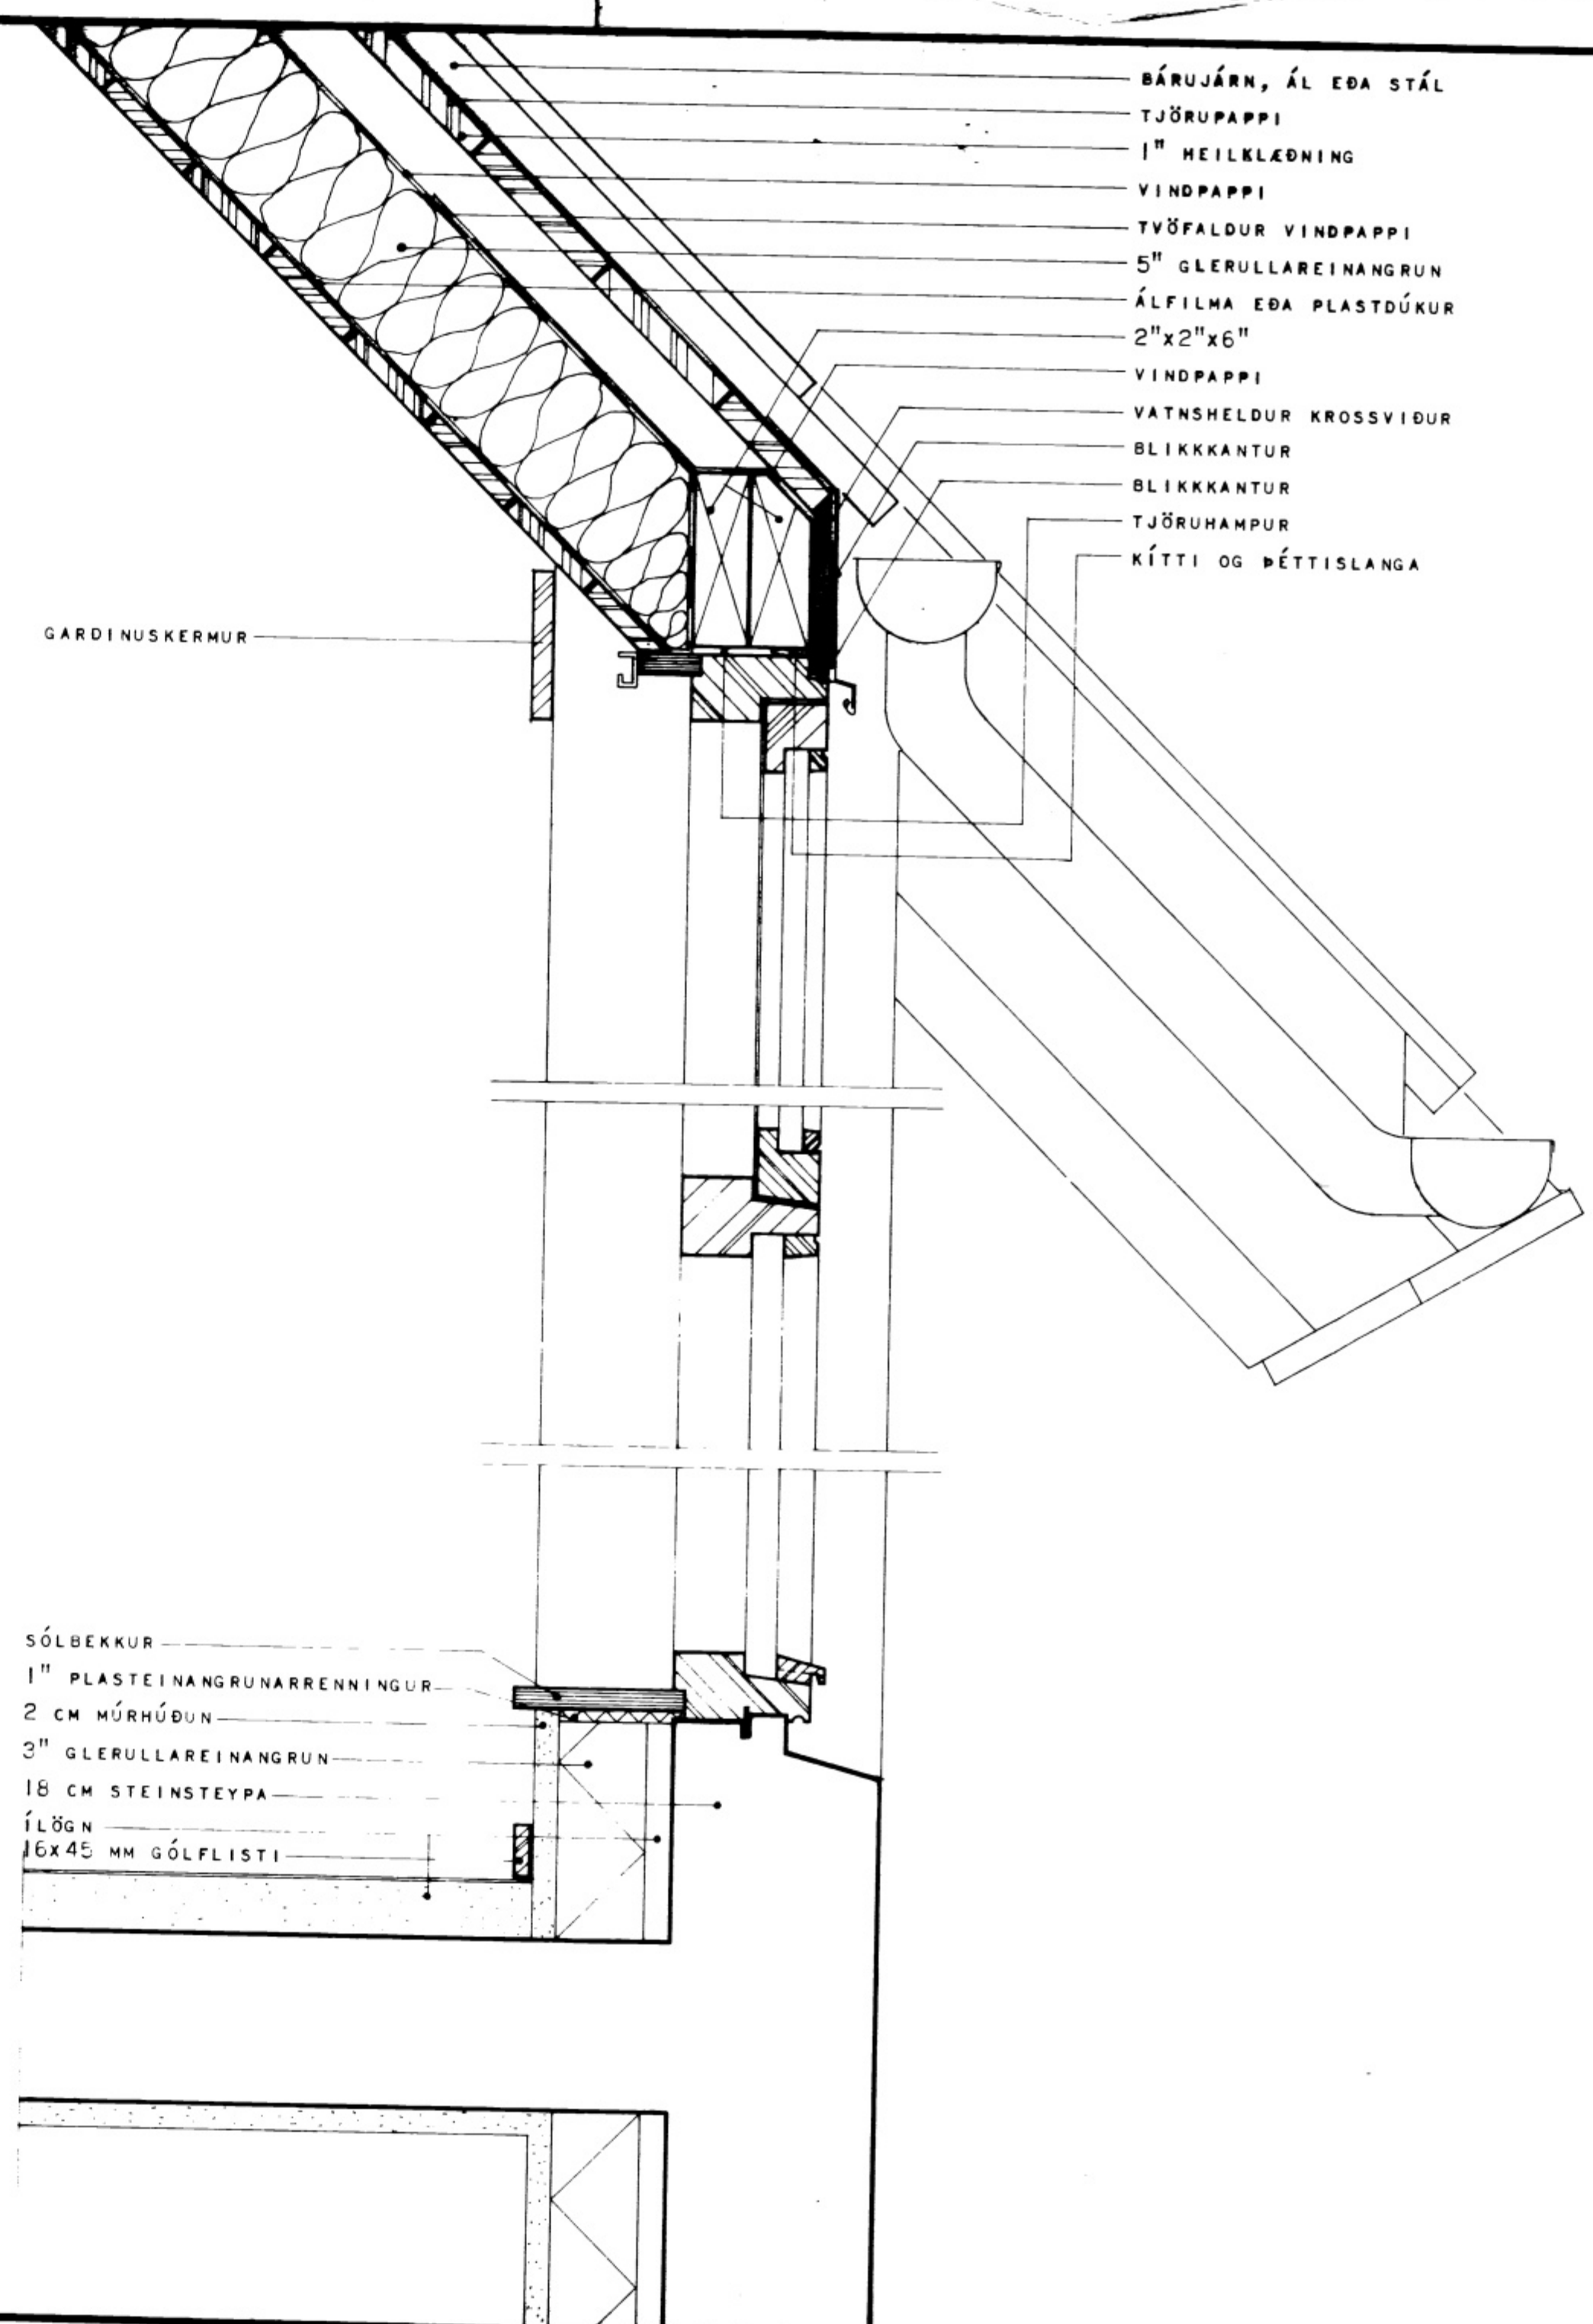 BÁRUJÁRN, ÁL EÐA STÁL
TJÖRUPAPPI
1" HEILKLÆÐNING
VINDPAPPI
TVÖFALDUR VINDPAPPI
5" GLERULLAREINANGRUN
ÁLFILMA EÐA PLASTDÚKUR
2"x2"x6"
VINDPAPPI
VATNSHELDUR KROSSVIÐUR
BLIKKKANTUR
BLIKKKANTUR
TJÖRUHAMPUR
KÍTTI OG ÞÉTTISLANGA
GARDINUSKERMUR
SÓLBEKKUR
1" PLASTEINANGRUNARRENNINGUR
2 CM MÚRHÚÐUN
3" GLERULLAREINANGRUN
18 CM STEINSTEYPA
ÍLÖGN
16x45 MM GÓLFLISTI